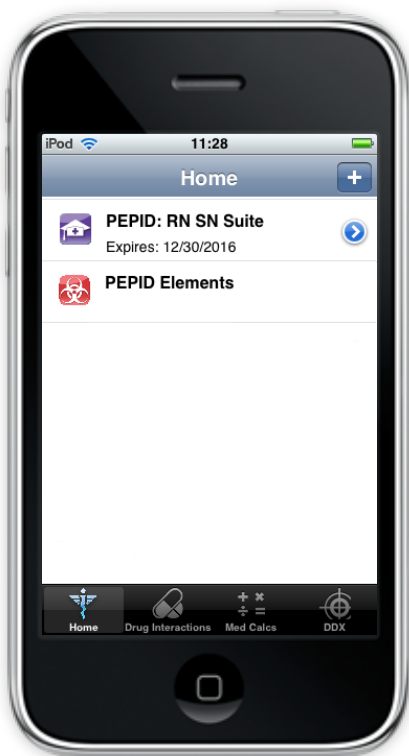 iPod 11:28
Home
PEPID: RN SN Suite
Expires: 12/30/2016
PEPID Elements
Home Drug Interactions Med Calcs DDX